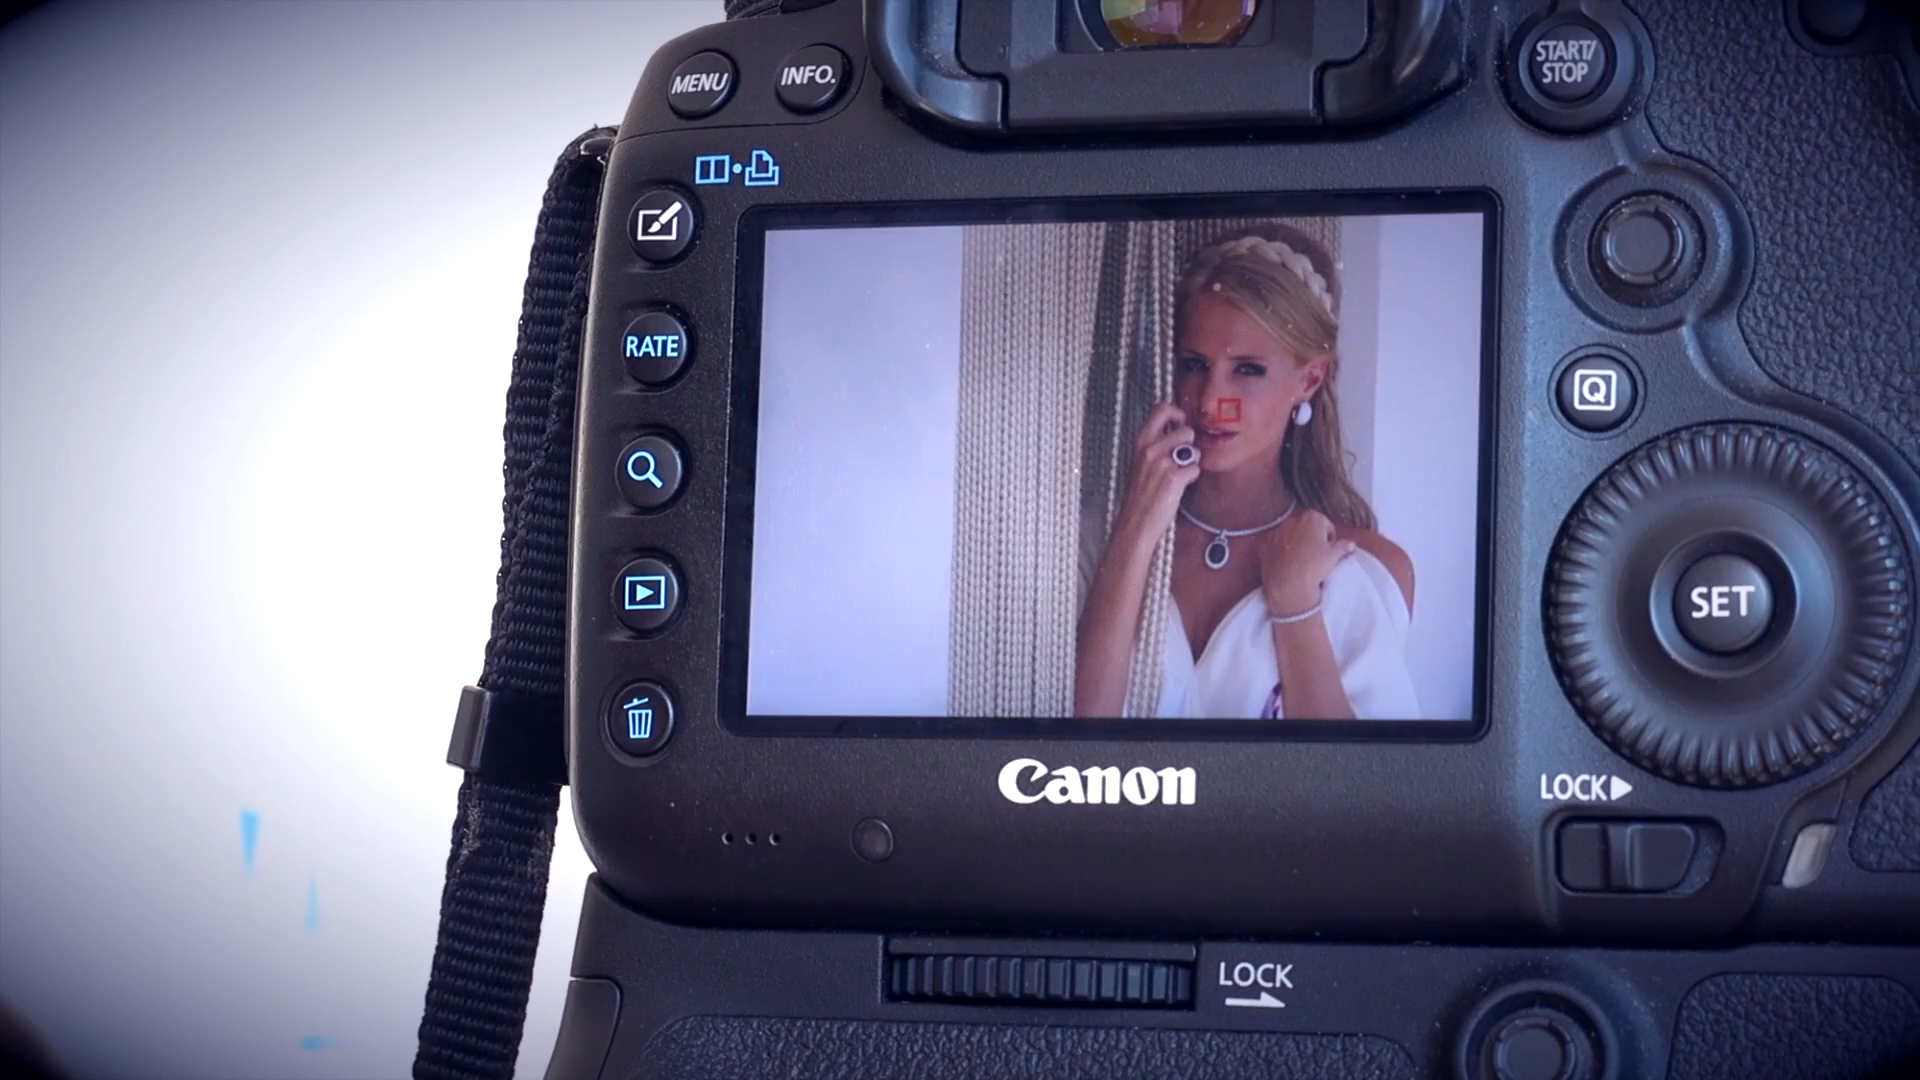 MENU
INFO.
START/
STOP
RATE
Q
SET
Canon
LOCK
LOCK